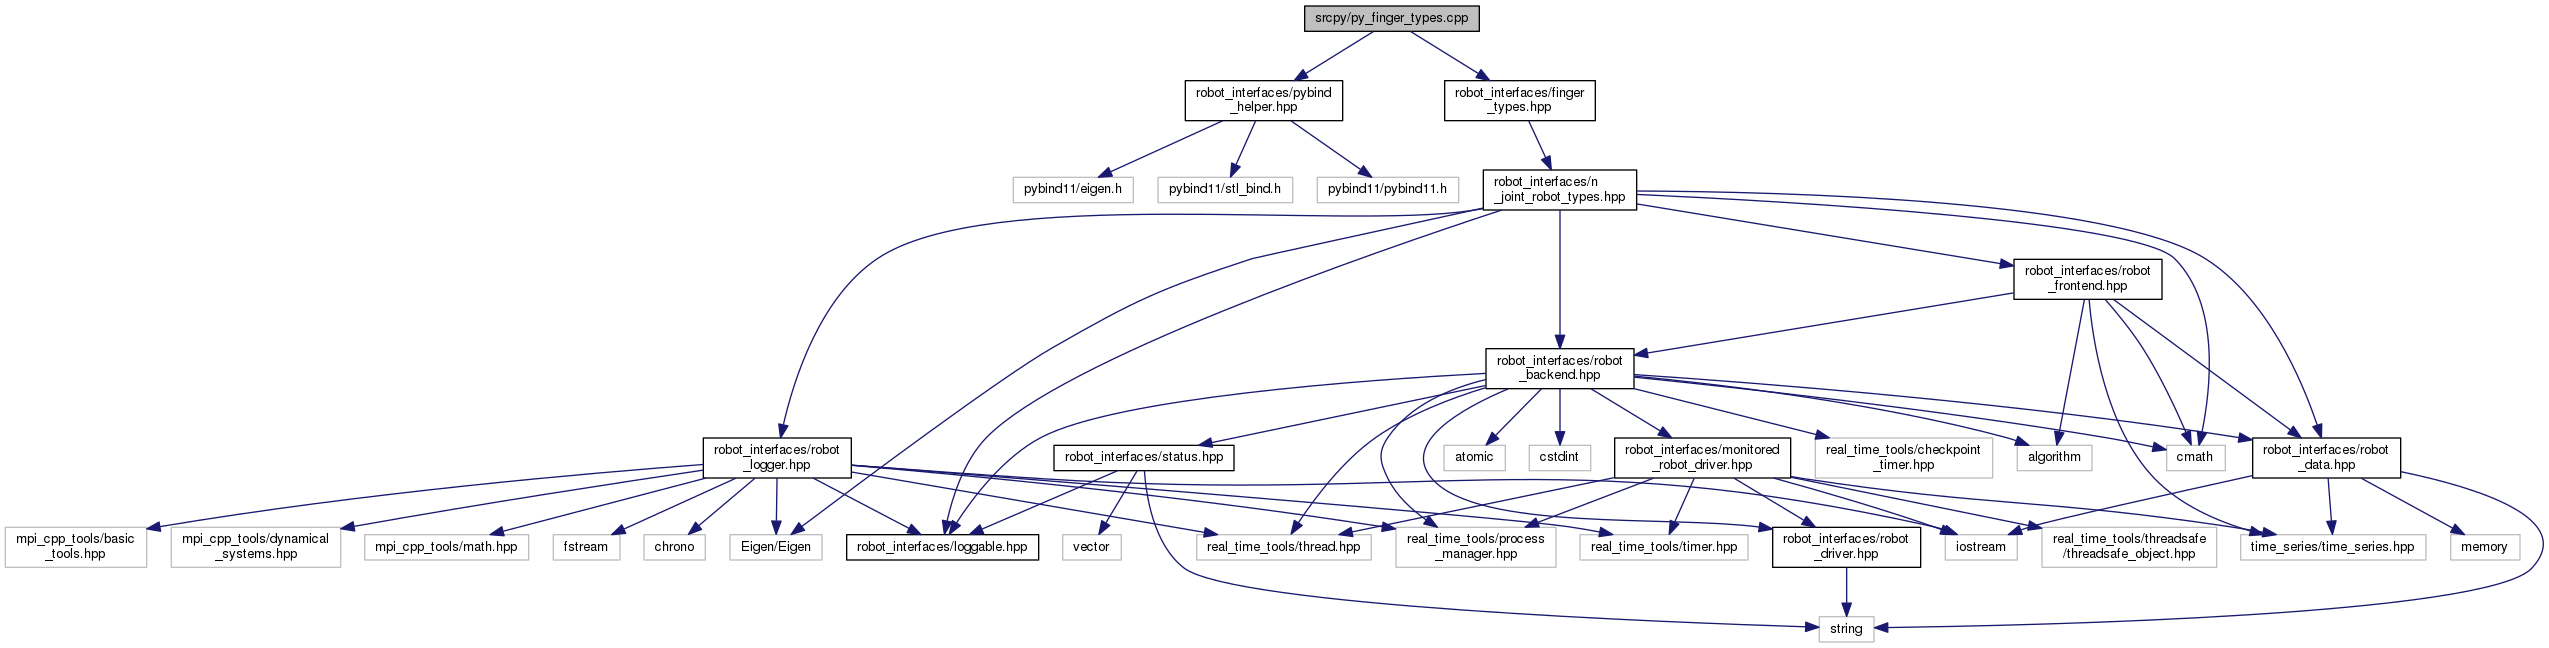 srcpy/py_finger_types.cpp
robot_interfaces/pybind
_helper.hpp
robot_interfaces/finger
_types.hpp
pybind11/eigen.h
pybind11/stl_bind.h
pybind11/pybind11.h
robot_interfaces/n
_joint_robot_types.hpp
robot_interfaces/robot
_frontend.hpp
robot_interfaces/robot
_backend.hpp
robot_interfaces/robot
_logger.hpp
robot_interfaces/status.hpp
atomic
cstdint
robot_interfaces/monitored
_robot_driver.hpp
real_time_tools/checkpoint
_timer.hpp
algorithm
cmath
robot_interfaces/robot
_data.hpp
mpi_cpp_tools/basic
_tools.hpp
mpi_cpp_tools/dynamical
_systems.hpp
mpi_cpp_tools/math.hpp
fstream
chrono
Eigen/Eigen
robot_interfaces/loggable.hpp
vector
real_time_tools/thread.hpp
real_time_tools/process
_manager.hpp
real_time_tools/timer.hpp
robot_interfaces/robot
_driver.hpp
iostream
real_time_tools/threadsafe
/threadsafe_object.hpp
time_series/time_series.hpp
memory
string